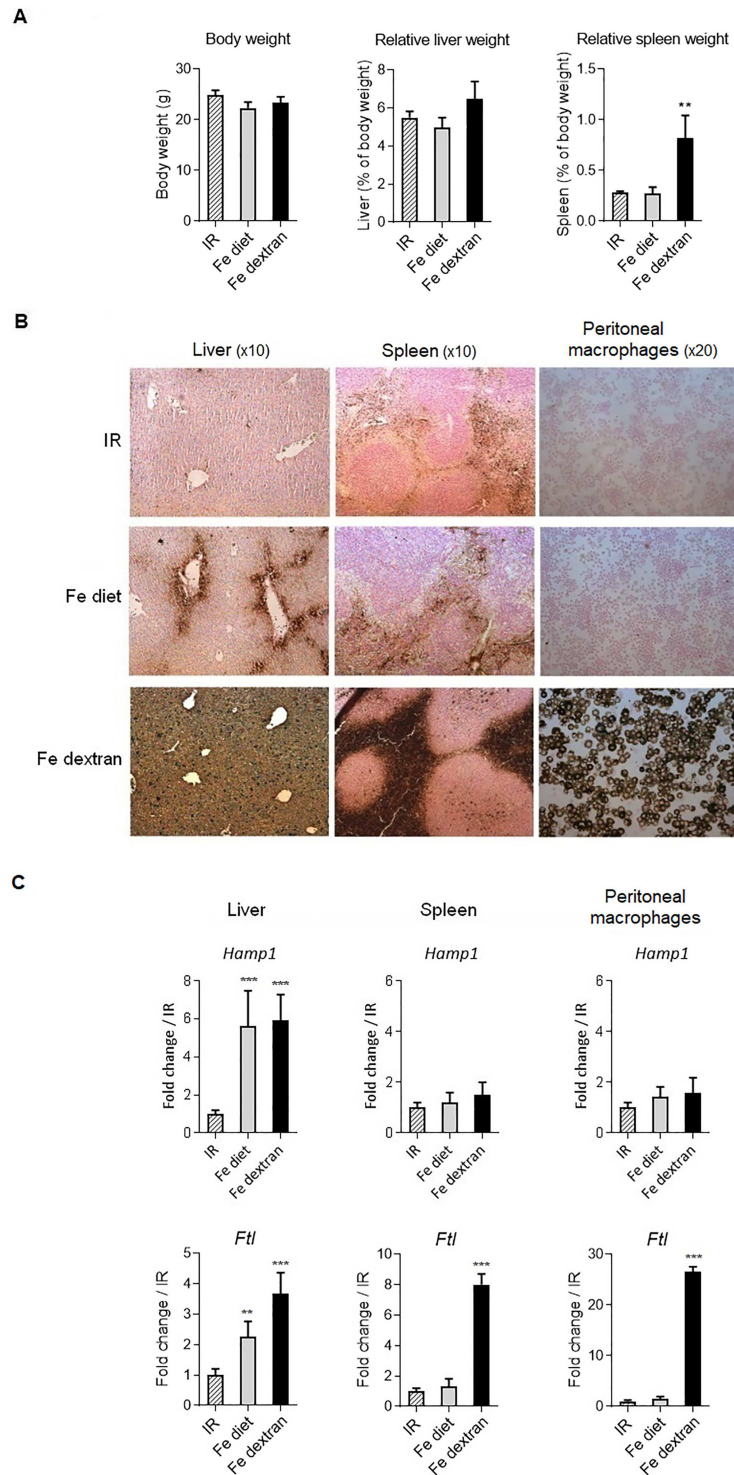 A
Body weight
Relative liver weight
Relative spleen weight
Body weight (g)
30
20
10
0
IR
Fe diet
Fe dextran
Liver (% of body weight)
8
6
4
2
0
IR
Fe diet
Fe dextran
Spleen (% of body weight)
1.5
1.0
0.5
0.0
**
IR
Fe diet
Fe dextran
B
Liver (x10)
Spleen (x10)
Peritoneal
macrophages (x20)
IR
Fe diet
Fe dextran
C
Liver
Spleen
Peritoneal
macrophages
Hamp1
Fold change / IR
8
6
4
2
0
***
***
IR
Fe diet
Fe dextran
Hamp1
Fold change / IR
6
4
2
0
IR
Fe diet
Fe dextran
Hamp1
Fold change / IR
6
4
2
0
IR
Fe diet
Fe dextran
Ftl
Fold change / IR
5
4
3
2
1
0
**
***
IR
Fe diet
Fe dextran
Ftl
Fold change / IR
10
8
6
4
2
0
***
IR
Fe diet
Fe dextran
Ftl
Fold change / IR
30
20
10
0
***
IR
Fe diet
Fe dextran